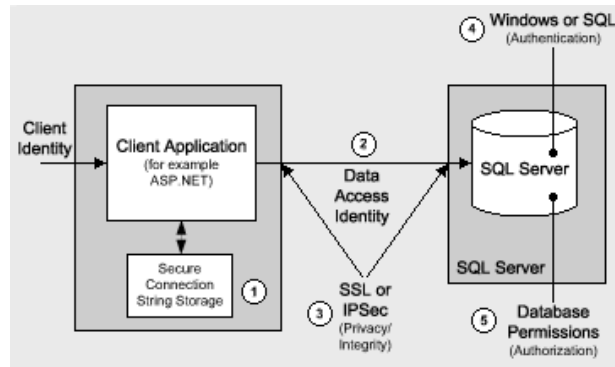 4
Windows or SQL
(Authentication)
Client
Identity
Client Application
(for example
ASP.NET)
2
Data
Access
Identity
SQL Server
SQL Server
Secure
Connection
String Storage
1
3
SSL or
IPSec
(Privacy/
Integrity)
5
Database
Permissions
(Authorization)